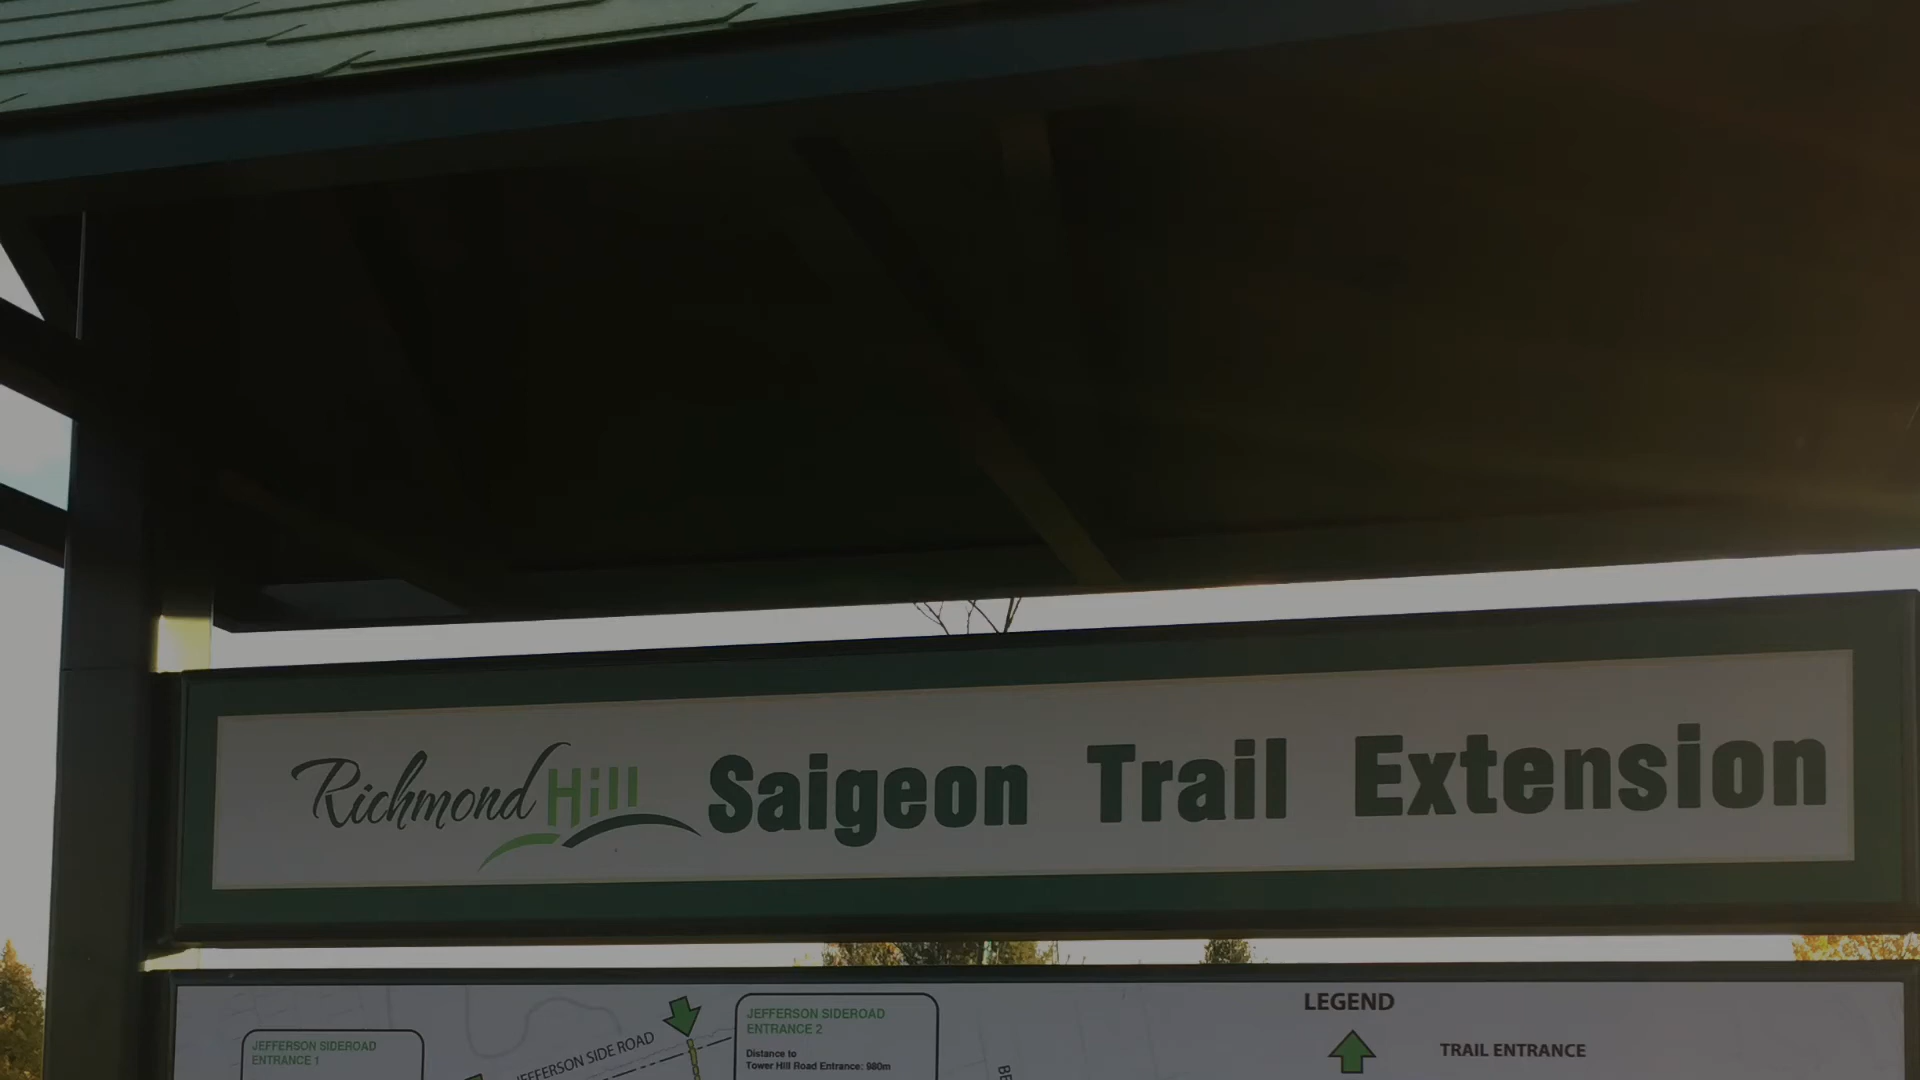 Richmond Hill Saigeon Trail Extension
LEGEND
TRAIL ENTRANCE
JEFFERSON SIDEROAD
ENTRANCE 2
Distance to
Tower Hill Road Entrance: 980m
JEFFERSON SIDE ROAD
JEFFERSON SIDEROAD
ENTRANCE 1